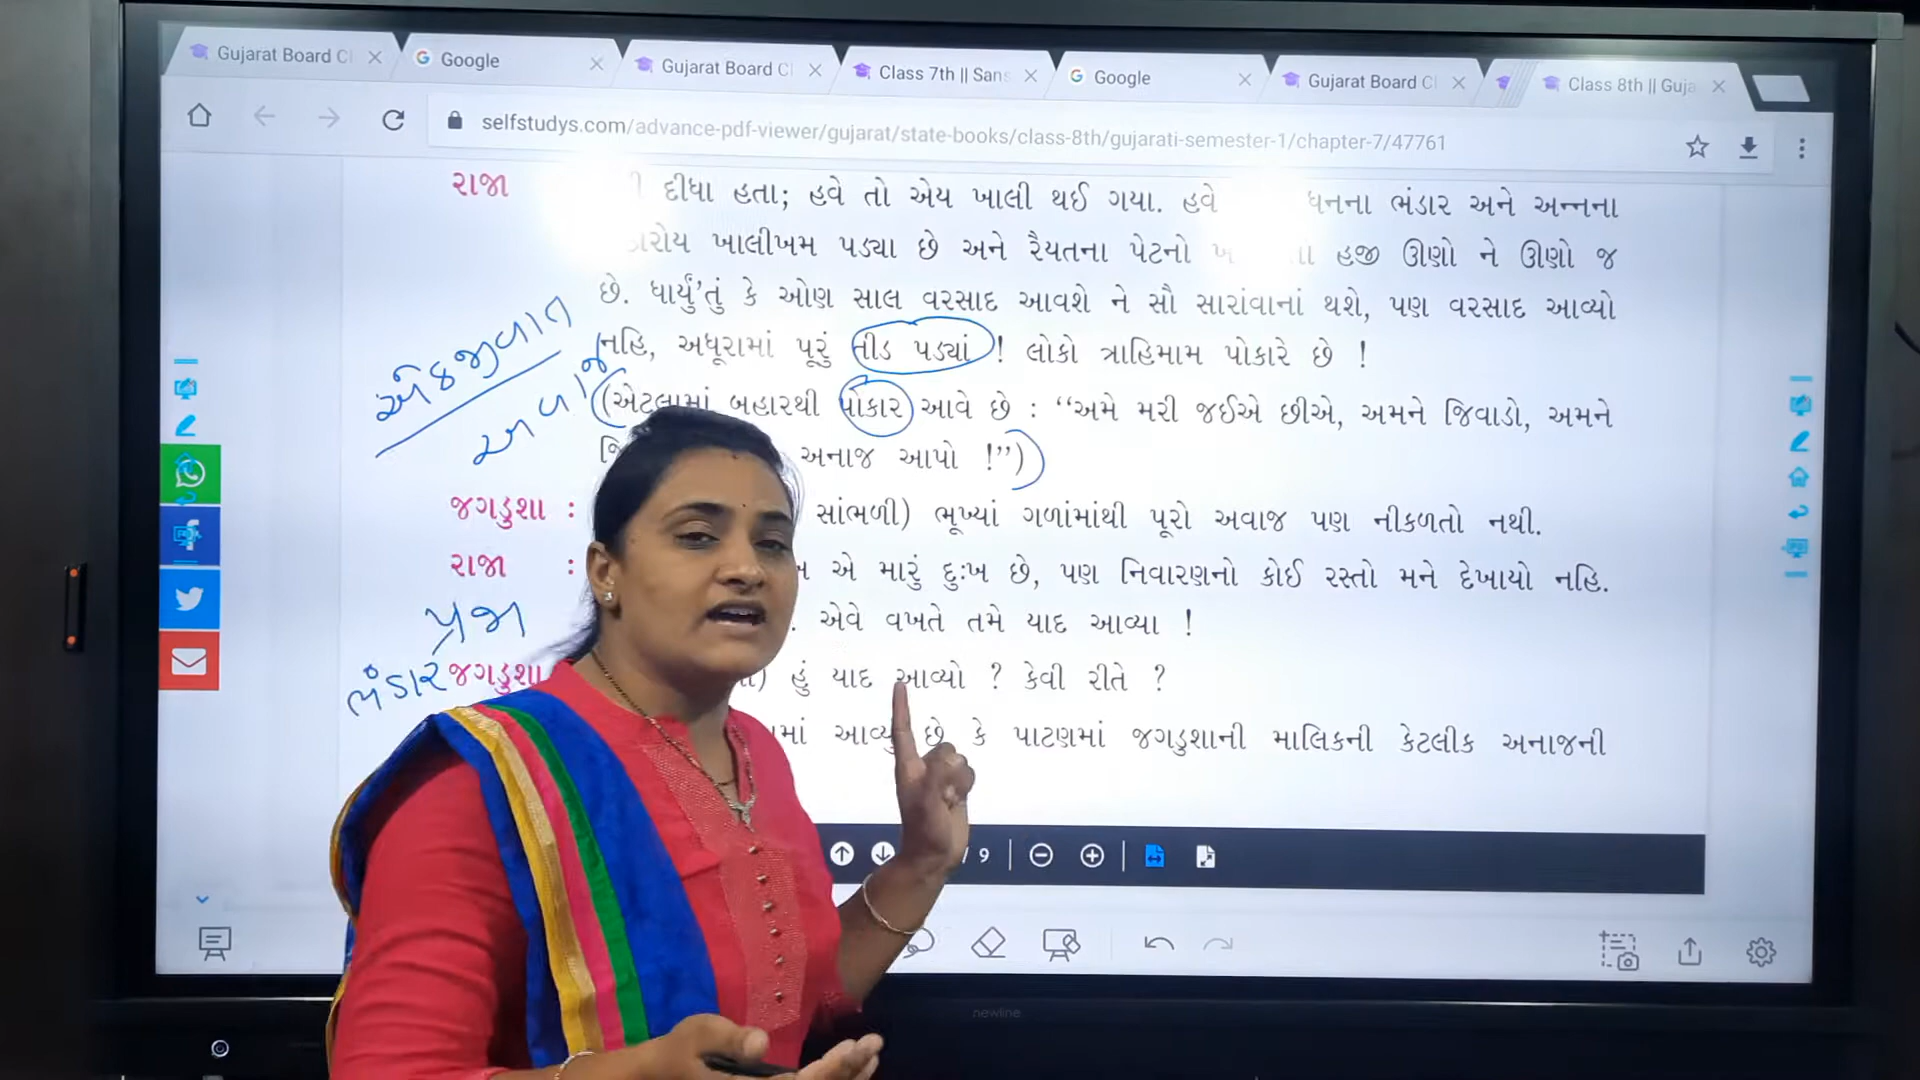 Gujarat Board Cl
Google
Gujarat Board Cl
Class 7th || Sans
Google
Gujarat Board Cl
Class 8th || Guja
selfstudys.com/advance-pdf-viewer/gujarat/state-books/class-8th/gujarati-semester-1/chapter-7/47761
રાજા દીધા હતા; હવે તો એય ખાલી થઈ ગયા. હવે ધનના ભંડાર અને અન્નના
ખાલીખમ પડ્યા છે અને રૈયતના પેટનો હજી ઊણો ને ઊણો જ
છે. ધાર્યું'તું કે ઓણ સાલ વરસાદ આવશે ને સૌ સારાંવાનાં થશે, પણ વરસાદ આવ્યો
નહિ, અધૂરામાં પૂરું તીડ પડ્યાં ! લોકો ત્રાહિમામ પોકારે છે !
એકજીવાત
અવાજ
(એટલામાં બહારથી પોકાર આવે છે : “અમે મરી જઈએ છીએ, અમને જિવાડો, અમને
અનાજ આપો !”)
જગડુશા : સાંભળી) ભૂખ્યાં ગળાંમાંથી પૂરો અવાજ પણ નીકળતો નથી.
રાજા : એ મારું દુઃખ છે, પણ નિવારણનો કોઈ રસ્તો મને દેખાયો નહિ.
એવે વખતે તમે યાદ આવ્યા !
પ્રજા
ભંડાર
જગડુશા હું યાદ આવ્યો ? કેવી રીતે ?
આવ્યું છે કે પાટણમાં જગડુશાની માલિકની કેટલીક અનાજની
/ 9
newline